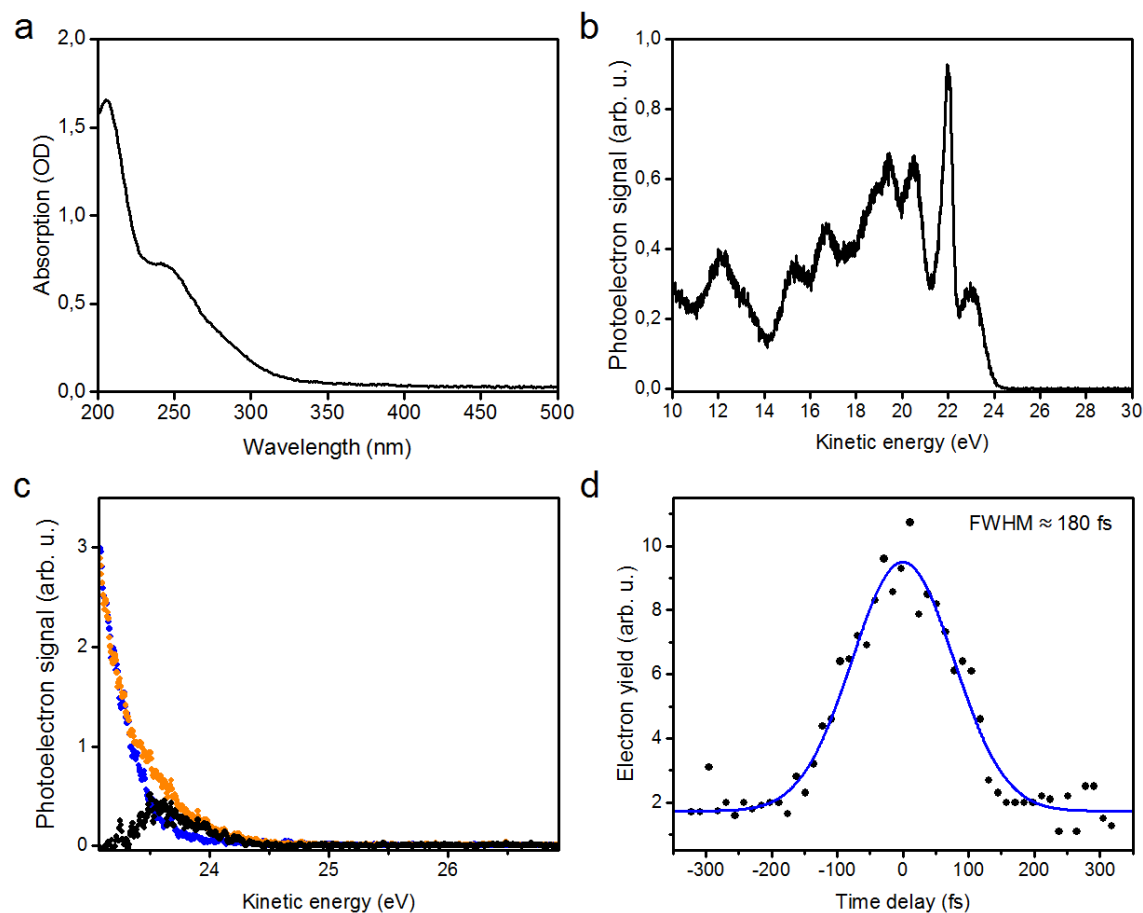 a
2,0
1,5
1,0
0,5
0,0
Absorption (OD)
200 250 300 350 400 450 500
Wavelength (nm)
b
1,0
0,8
0,6
0,4
0,2
0,0
Photoelectron signal (arb. u.)
10 12 14 16 18 20 22 24 26 28 30
Kinetic energy (eV)
c
3
2
1
0
Photoelectron signal (arb. u.)
24 25 26
Kinetic energy (eV)
d
FWHM ≈ 180 fs
10
8
6
4
2
Electron yield (arb. u.)
-300 -200 -100 0 100 200 300
Time delay (fs)